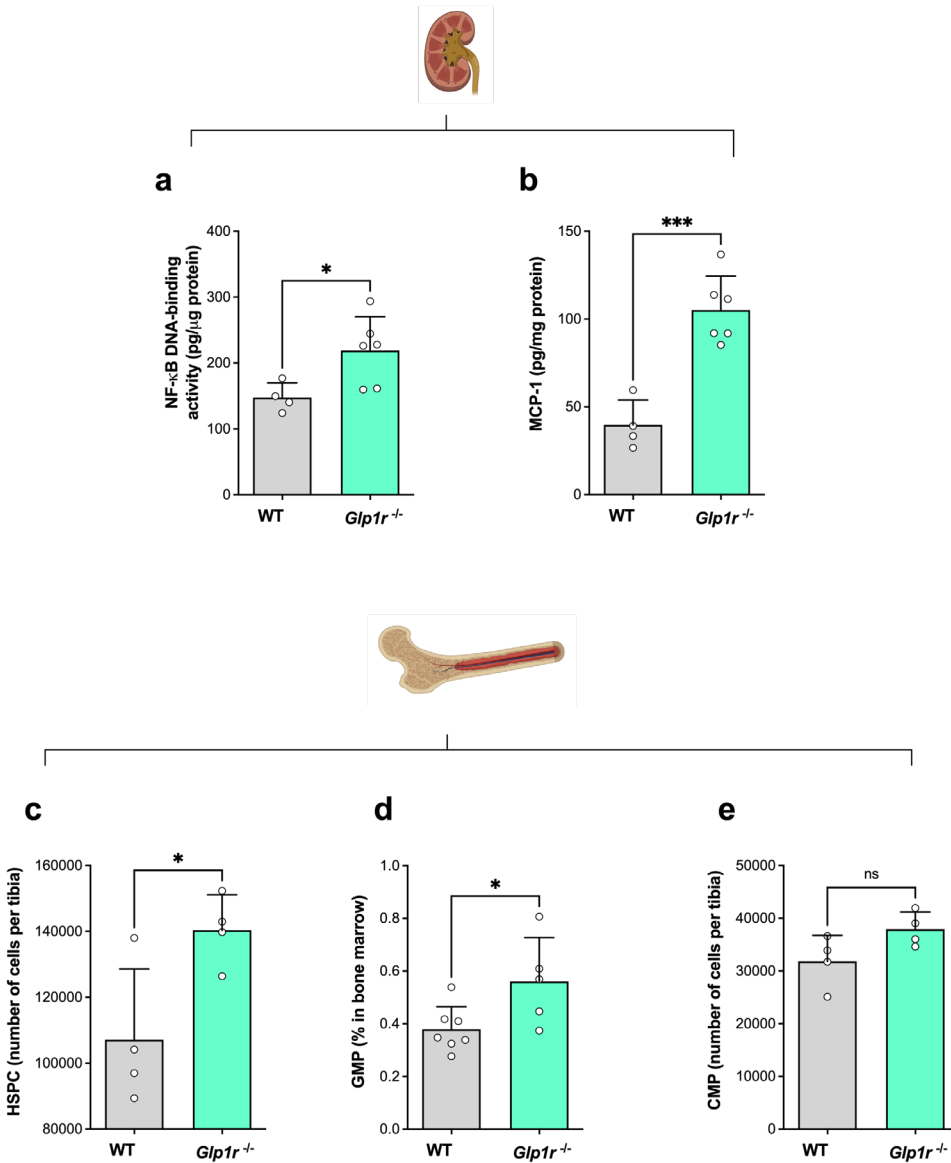 a
b
NF-κB DNA-binding
activity (pg/μg protein)
400
300
200
100
0
*
WT
Glp1r -/-
MCP-1 (pg/mg protein)
150
100
50
0
***
WT
Glp1r -/-
c
d
e
HSPC (number of cells per tibia)
160000
140000
120000
100000
80000
*
WT
Glp1r -/-
GMP (% in bone marrow)
1.0
0.8
0.6
0.4
0.2
0.0
*
WT
Glp1r -/-
CMP (number of cells per tibia)
50000
40000
30000
20000
10000
0
ns
WT
Glp1r -/-